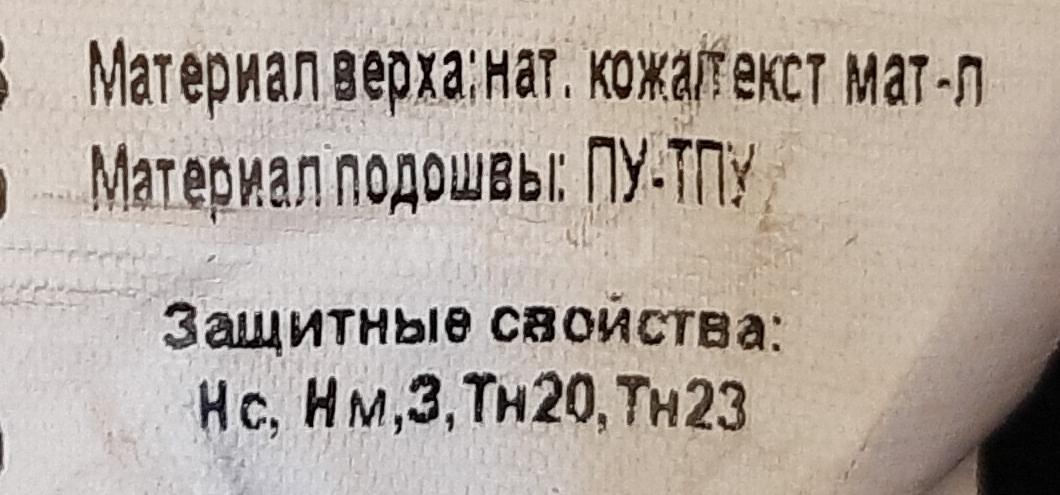 Материал верха: нат. кожа/текст мат-л
Материал подошвы: ПУ-ТПУ
Защитные свойства:
Нс, Нм, З, Тн20, Тн23